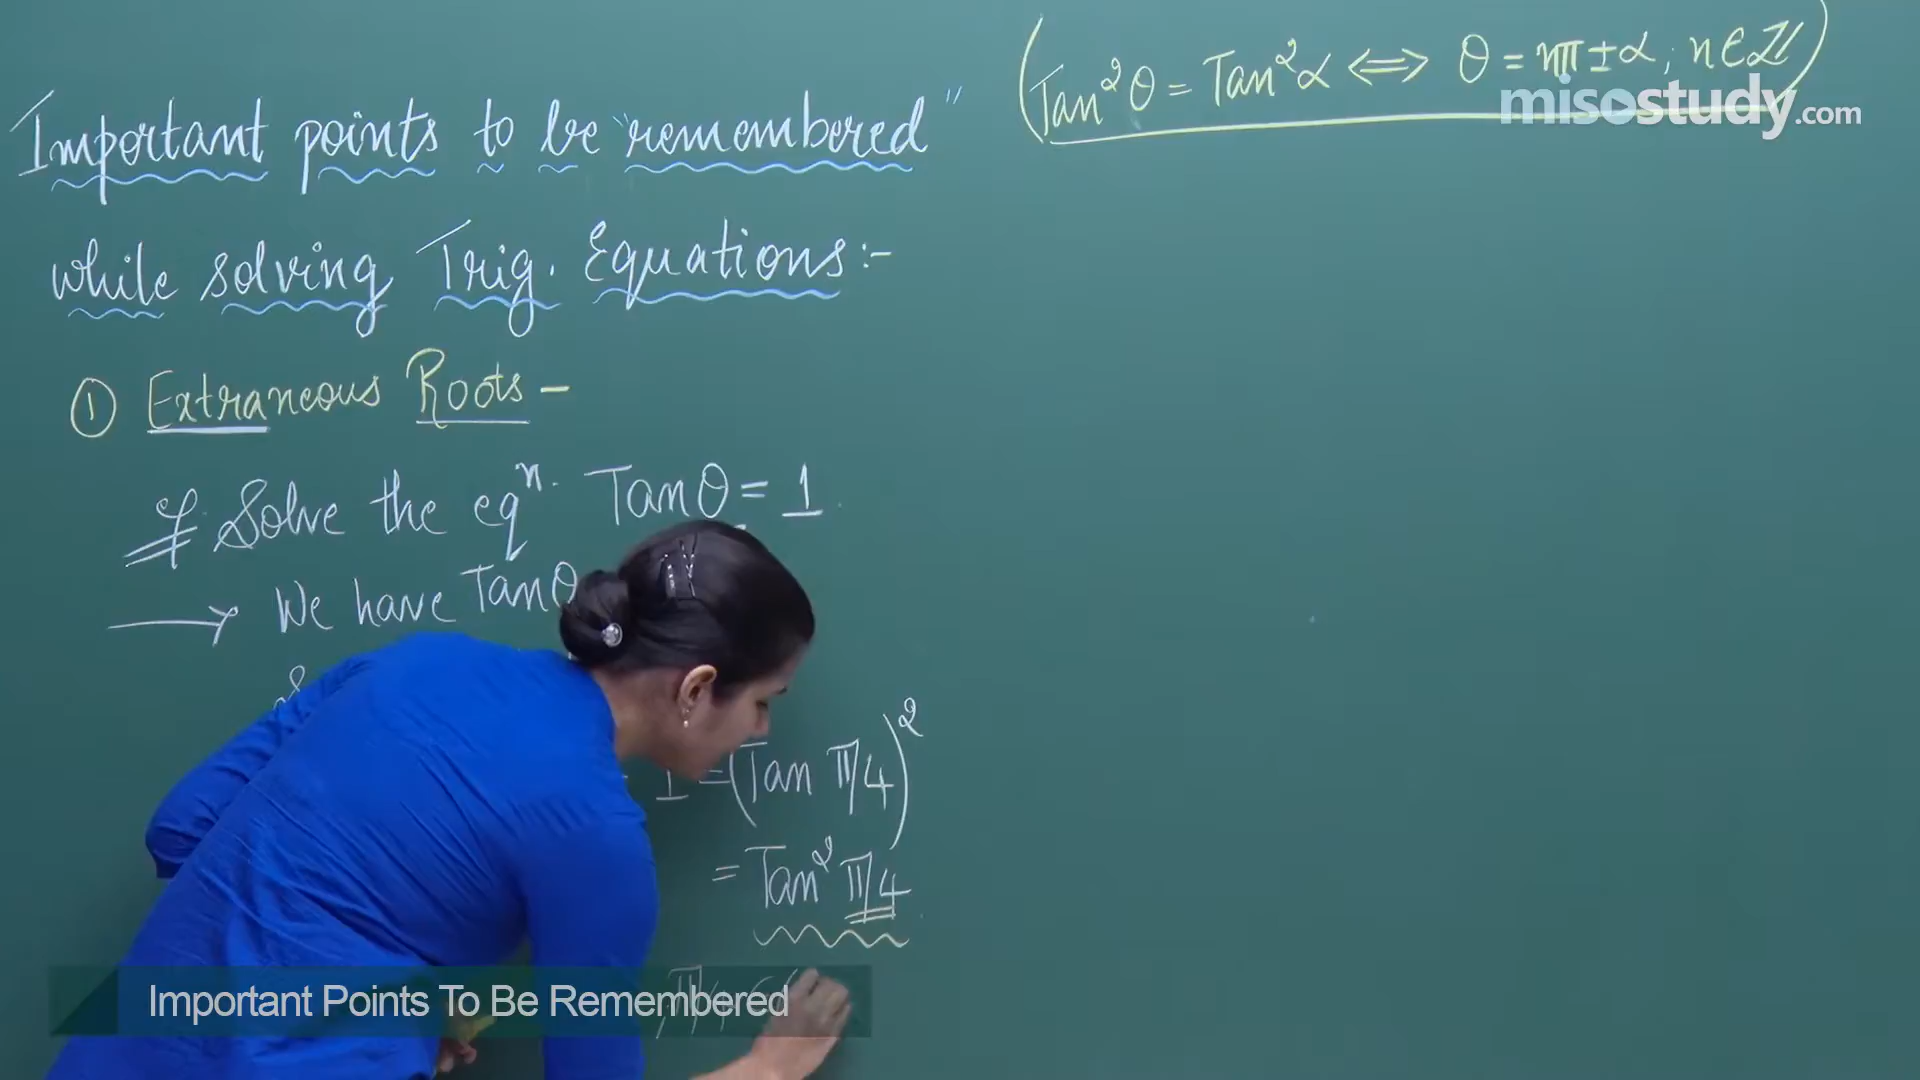 Important points to be "remembered"
while solving Trig. Equations :-
① Extraneous Roots -
eg. Solve the eqⁿ. Tanθ = 1
→ We have Tanθ
1 = (Tan π/4)²
= Tan² π/4
(Tan²θ = Tan²α ⟺ θ = nπ ± α; n ∈ ℤ)
misostudy.com
Important Points To Be Remembered